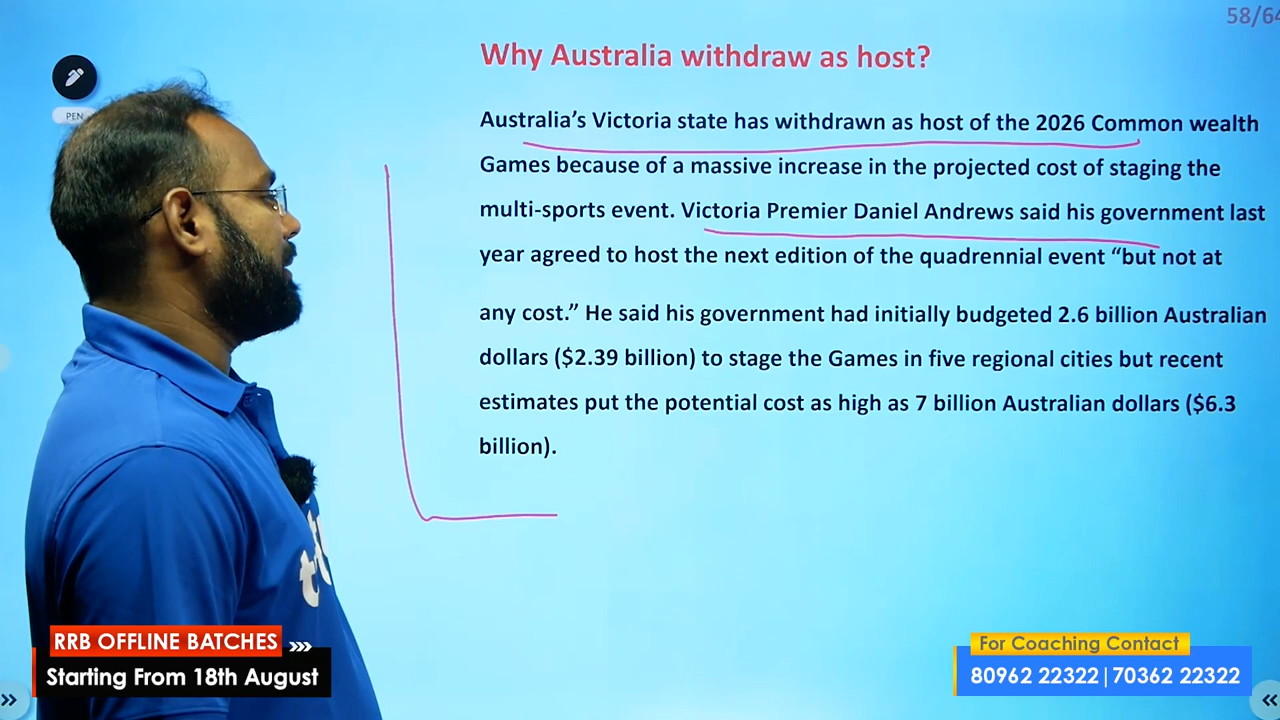 58/64
Why Australia withdraw as host?
PEN
Australia’s Victoria state has withdrawn as host of the 2026 Common wealth
Games because of a massive increase in the projected cost of staging the
multi-sports event. Victoria Premier Daniel Andrews said his government last
year agreed to host the next edition of the quadrennial event “but not at
any cost.” He said his government had initially budgeted 2.6 billion Australian
dollars ($2.39 billion) to stage the Games in five regional cities but recent
estimates put the potential cost as high as 7 billion Australian dollars ($6.3
billion).
RRB OFFLINE BATCHES
Starting From 18th August
For Coaching Contact
80962 22322|70362 22322